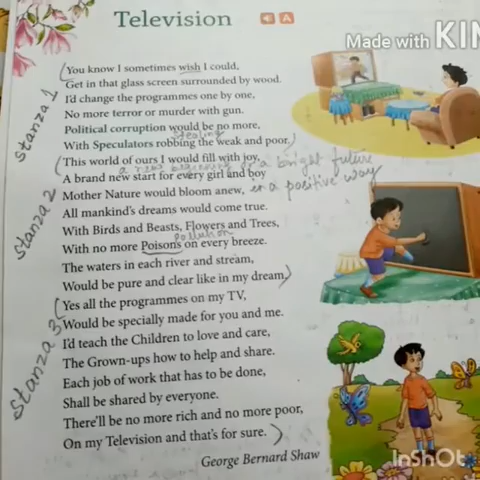 Television
A
Made with KIN
You know I sometimes wish I could,
Get in that glass screen surrounded by wood.
I'd change the programmes one by one,
No more terror or murder with gun.
Political corruption would be no more,
stealing
With Speculators robbing the weak and poor.
Stanza 1
This world of ours I would fill with joy,
a new beginning or a bright future
A brand new start for every girl and boy
in a positive way
Mother Nature would bloom anew,
All mankind's dreams would come true.
With Birds and Beasts, Flowers and Trees,
Pollution
With no more Poisons on every breeze.
The waters in each river and stream,
Would be pure and clear like in my dream,
Stanza 2
Yes all the programmes on my TV,
Would be specially made for you and me.
I'd teach the Children to love and care,
The Grown-ups how to help and share.
Each job of work that has to be done,
Shall be shared by everyone.
There'll be no more rich and no more poor,
On my Television and that's for sure.
Stanza 3
George Bernard Shaw
InShOt